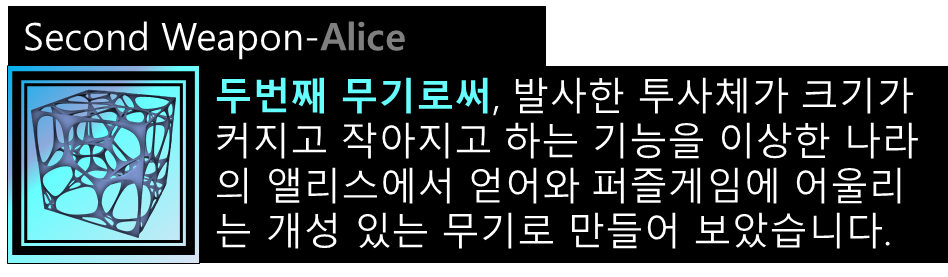 Second Weapon-Alice
두번째 무기로써, 발사한 투사체가 크기가
커지고 작아지고 하는 기능을 이상한 나라
의 앨리스에서 얻어와 퍼즐게임에 어울리
는 개성 있는 무기로 만들어 보았습니다.